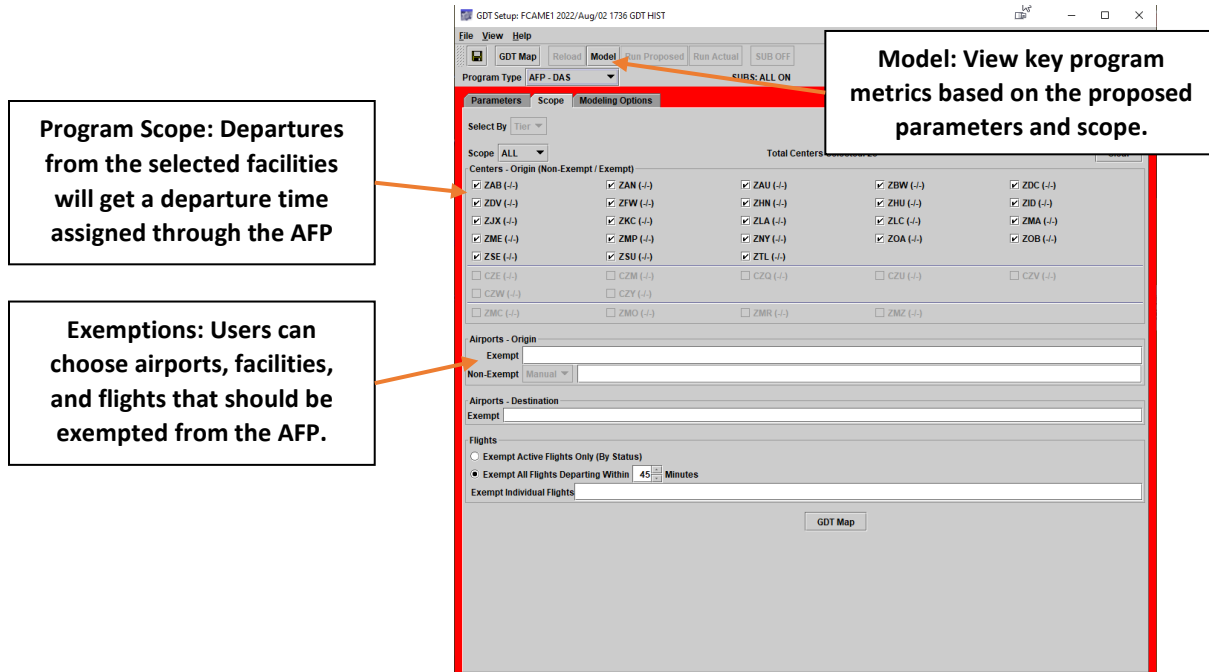 GDT Setup: FCAME1 2022/Aug/02 1736 GDT HIST
File View Help
GDT Map Reload Model Run Proposed Run Actual SUB OFF
Program Type AFP - DAS SUBS: ALL ON
Model: View key program
metrics based on the proposed
parameters and scope.
Parameters Scope Modeling Options
Select By Tier
Scope ALL Total Centers
Program Scope: Departures
from the selected facilities
will get a departure time
assigned through the AFP
Centers - Origin (Non-Exempt / Exempt)
ZAB (-/-) ZAN (-/-) ZAU (-/-) ZBW (-/-) ZDC (-/-)
ZDV (-/-) ZFW (-/-) ZHN (-/-) ZHU (-/-) ZID (-/-)
ZJX (-/-) ZKC (-/-) ZLA (-/-) ZLC (-/-) ZMA (-/-)
ZME (-/-) ZMP (-/-) ZNY (-/-) ZOA (-/-) ZOB (-/-)
ZSE (-/-) ZSU (-/-) ZTL (-/-)
CZE (-/-) CZM (-/-) CZQ (-/-) CZU (-/-) CZV (-/-)
CZW (-/-) CZY (-/-)
ZMC (-/-) ZMO (-/-) ZMR (-/-) ZMZ (-/-)
Exemptions: Users can
choose airports, facilities,
and flights that should be
exempted from the AFP.
Airports - Origin
Exempt
Non-Exempt Manual
Airports - Destination
Exempt
Flights
Exempt Active Flights Only (By Status)
Exempt All Flights Departing Within 45 Minutes
Exempt Individual Flights
GDT Map